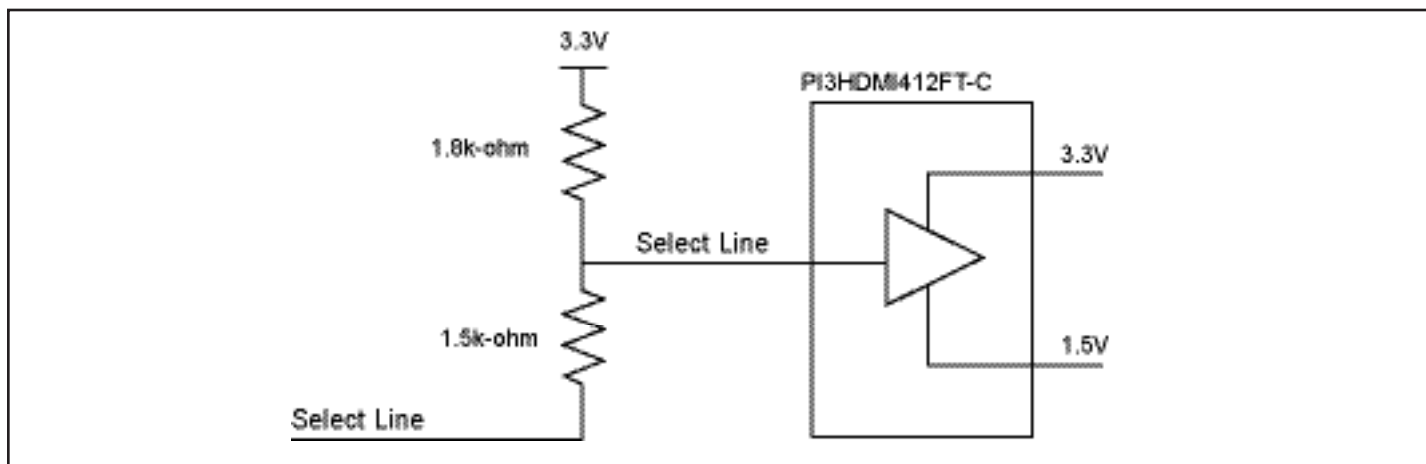 3.3V
PI3HDMI412FT-C
1.8k-ohm
3.3V
Select Line
1.5k-ohm
1.5V
Select Line